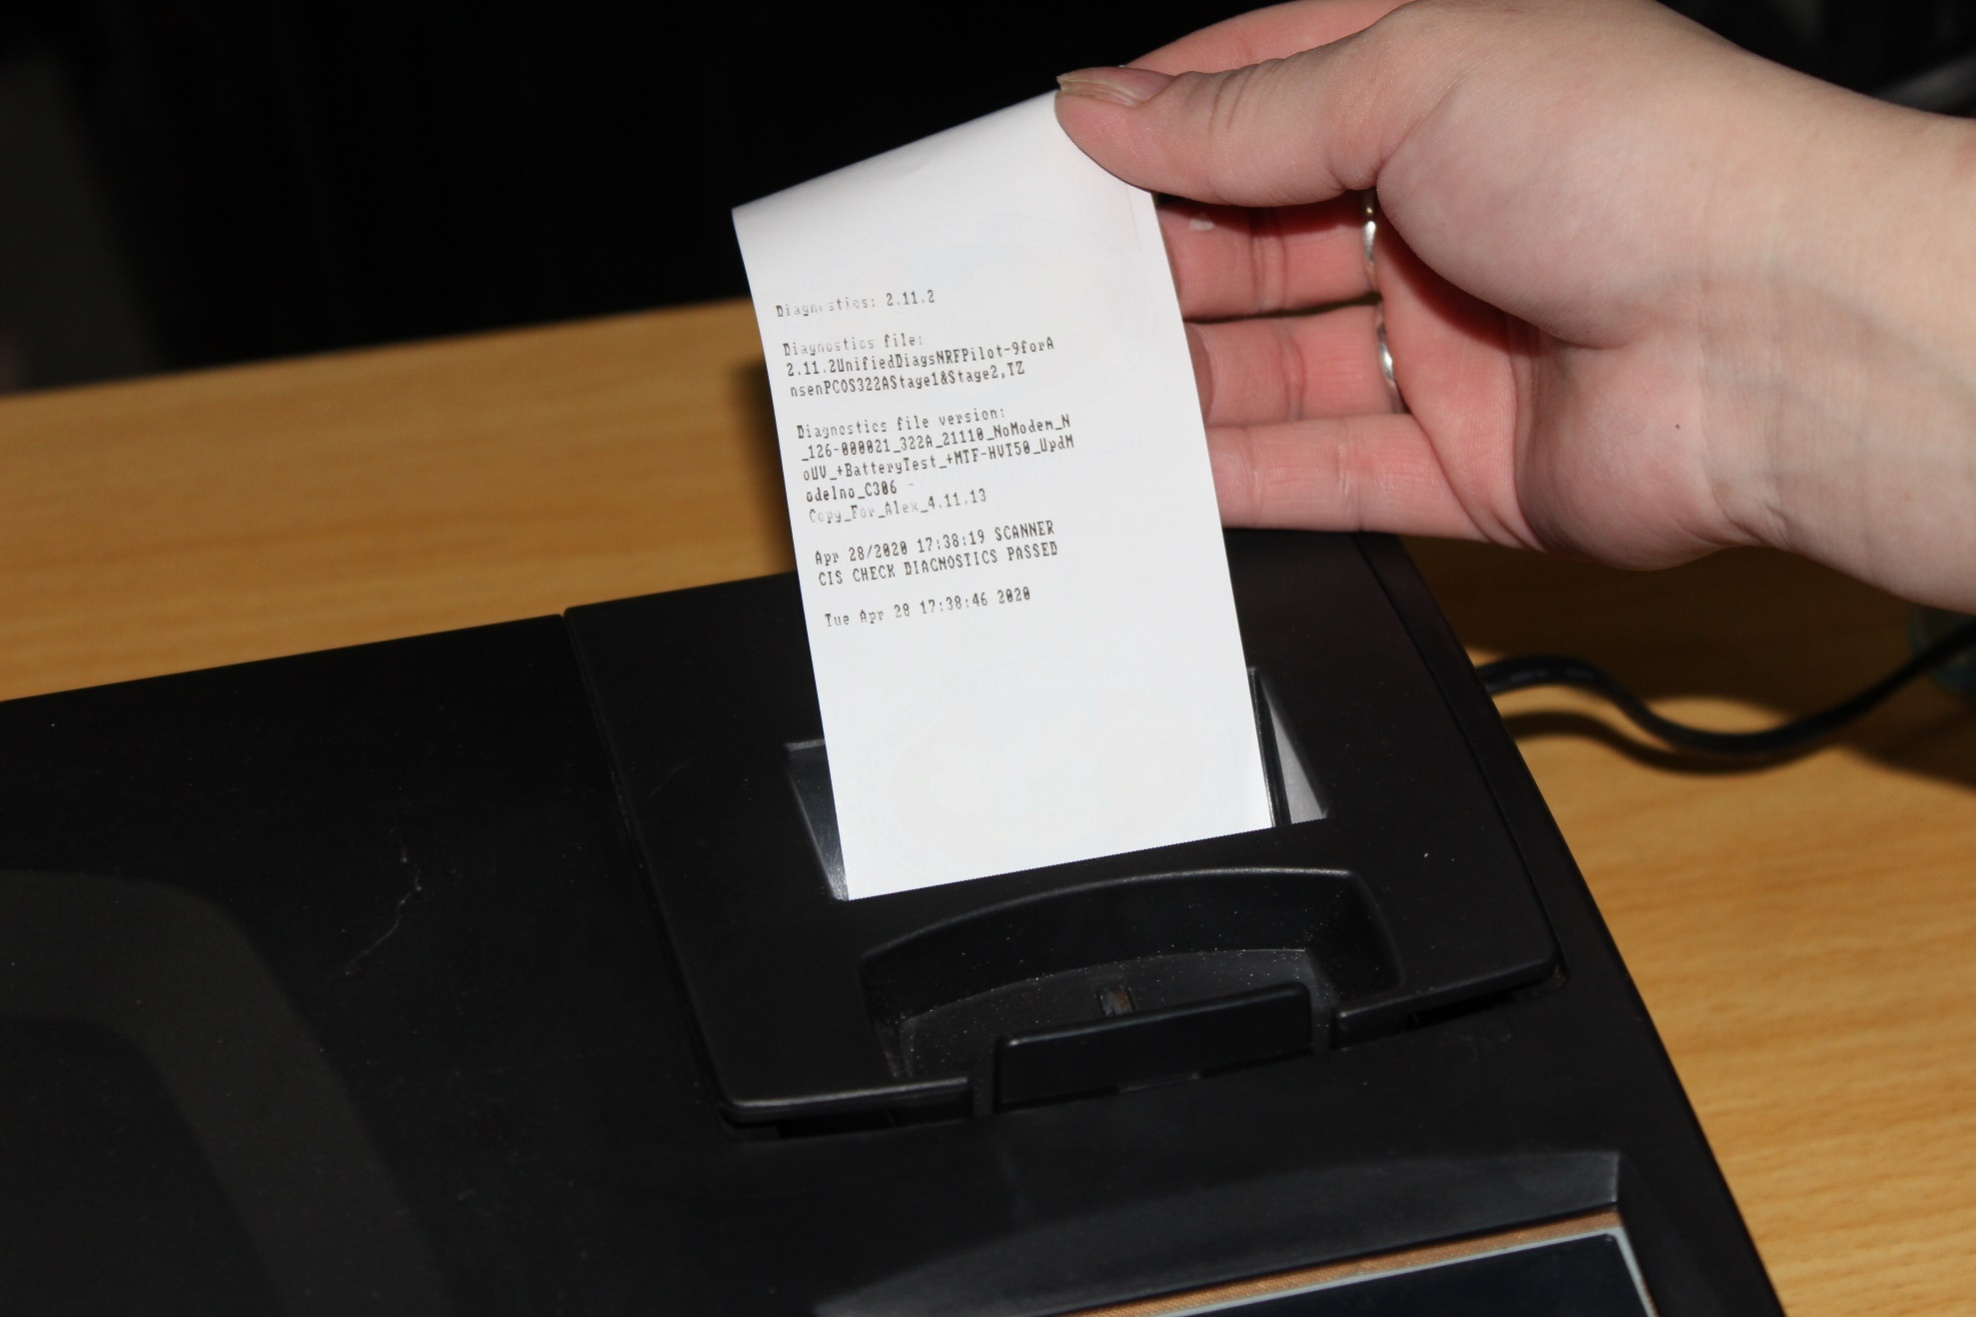 Diagnostics: 2.11.2
Diagnostics file:
2.11.2UnifiedDiagsNRFPilot-9forA
nsenPCOS322AStage1&Stage2,TZ
Diagnostics file version:
_126-000021_322A_21110_NoModem_N
oUV_+BatteryTest_+MTF-HVT50_UpdM
odelno_C306 -
Copy_For_Alex_4.11.13
Apr 28/2020 17:38:19 SCANNER
CIS CHECK DIAGNOSTICS PASSED
Tue Apr 28 17:38:46 2020